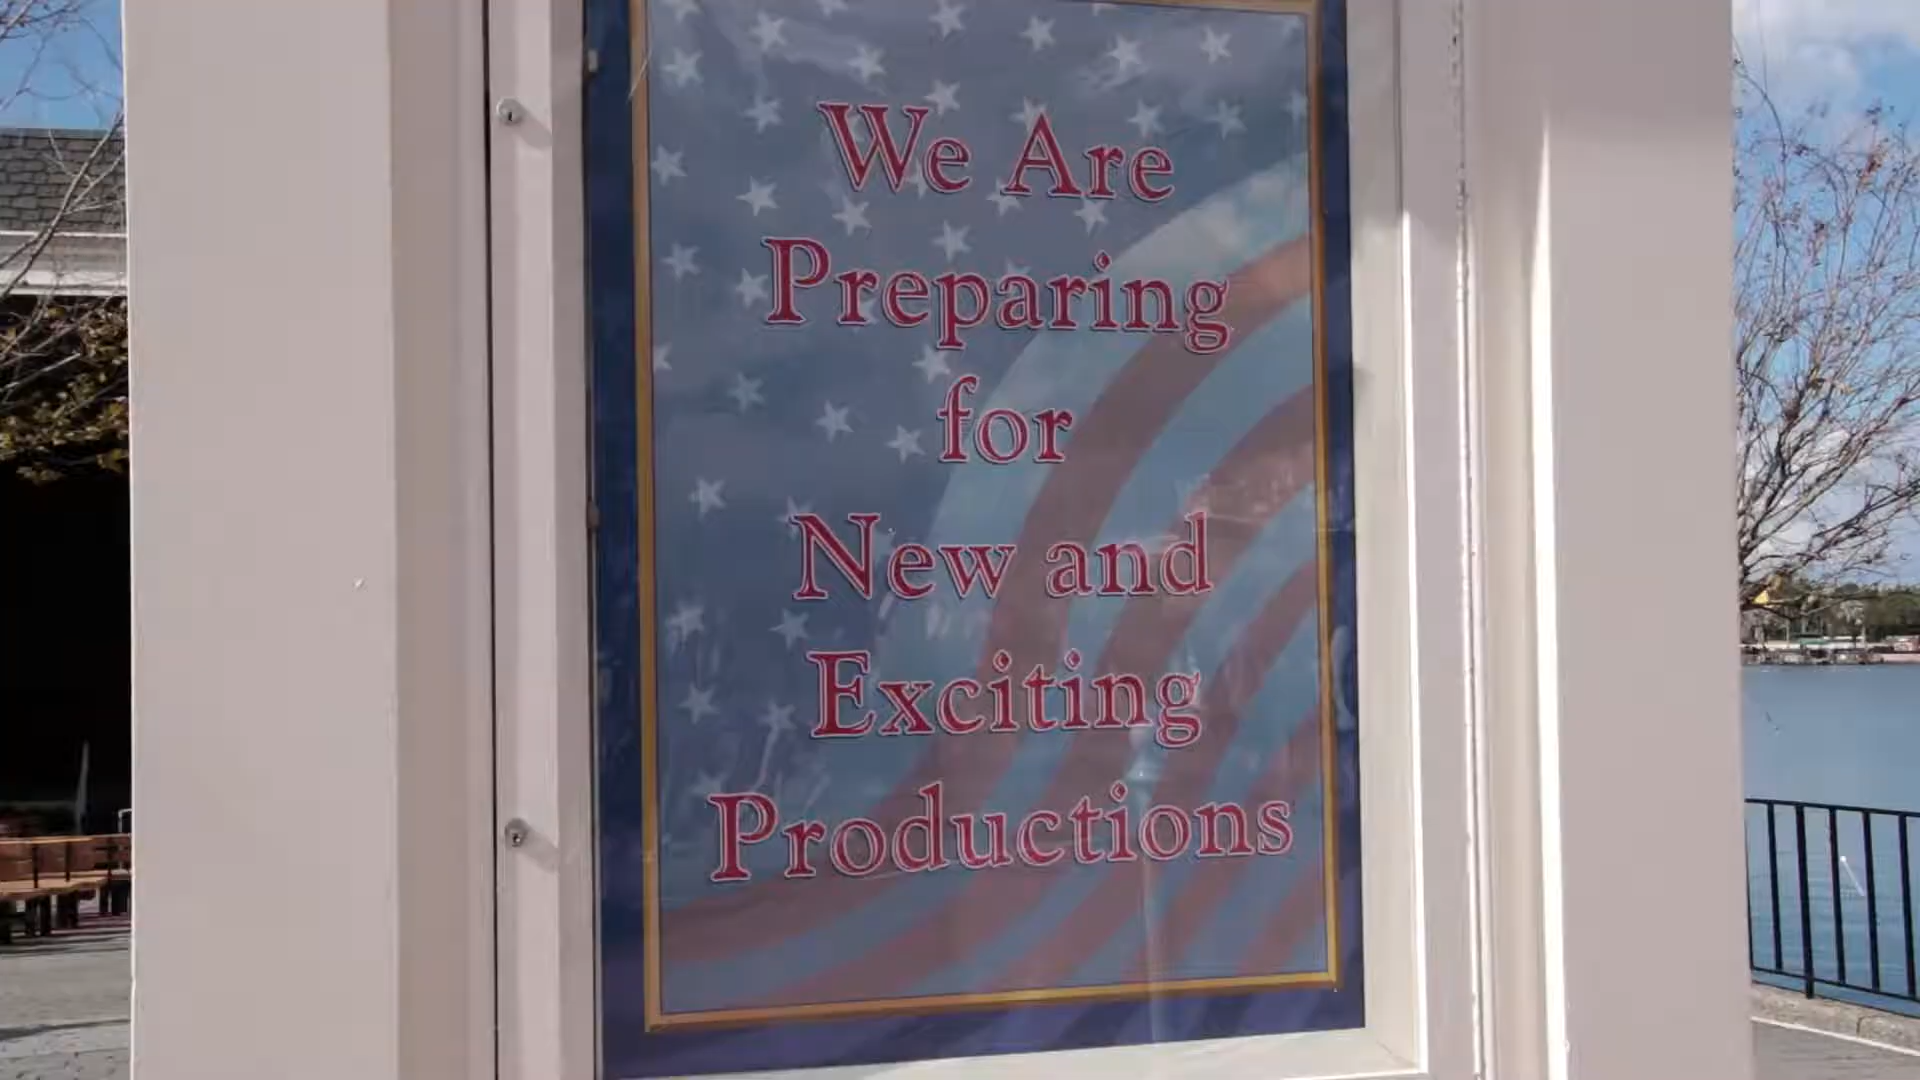 We Are
Preparing
for
New and
Exciting
Productions